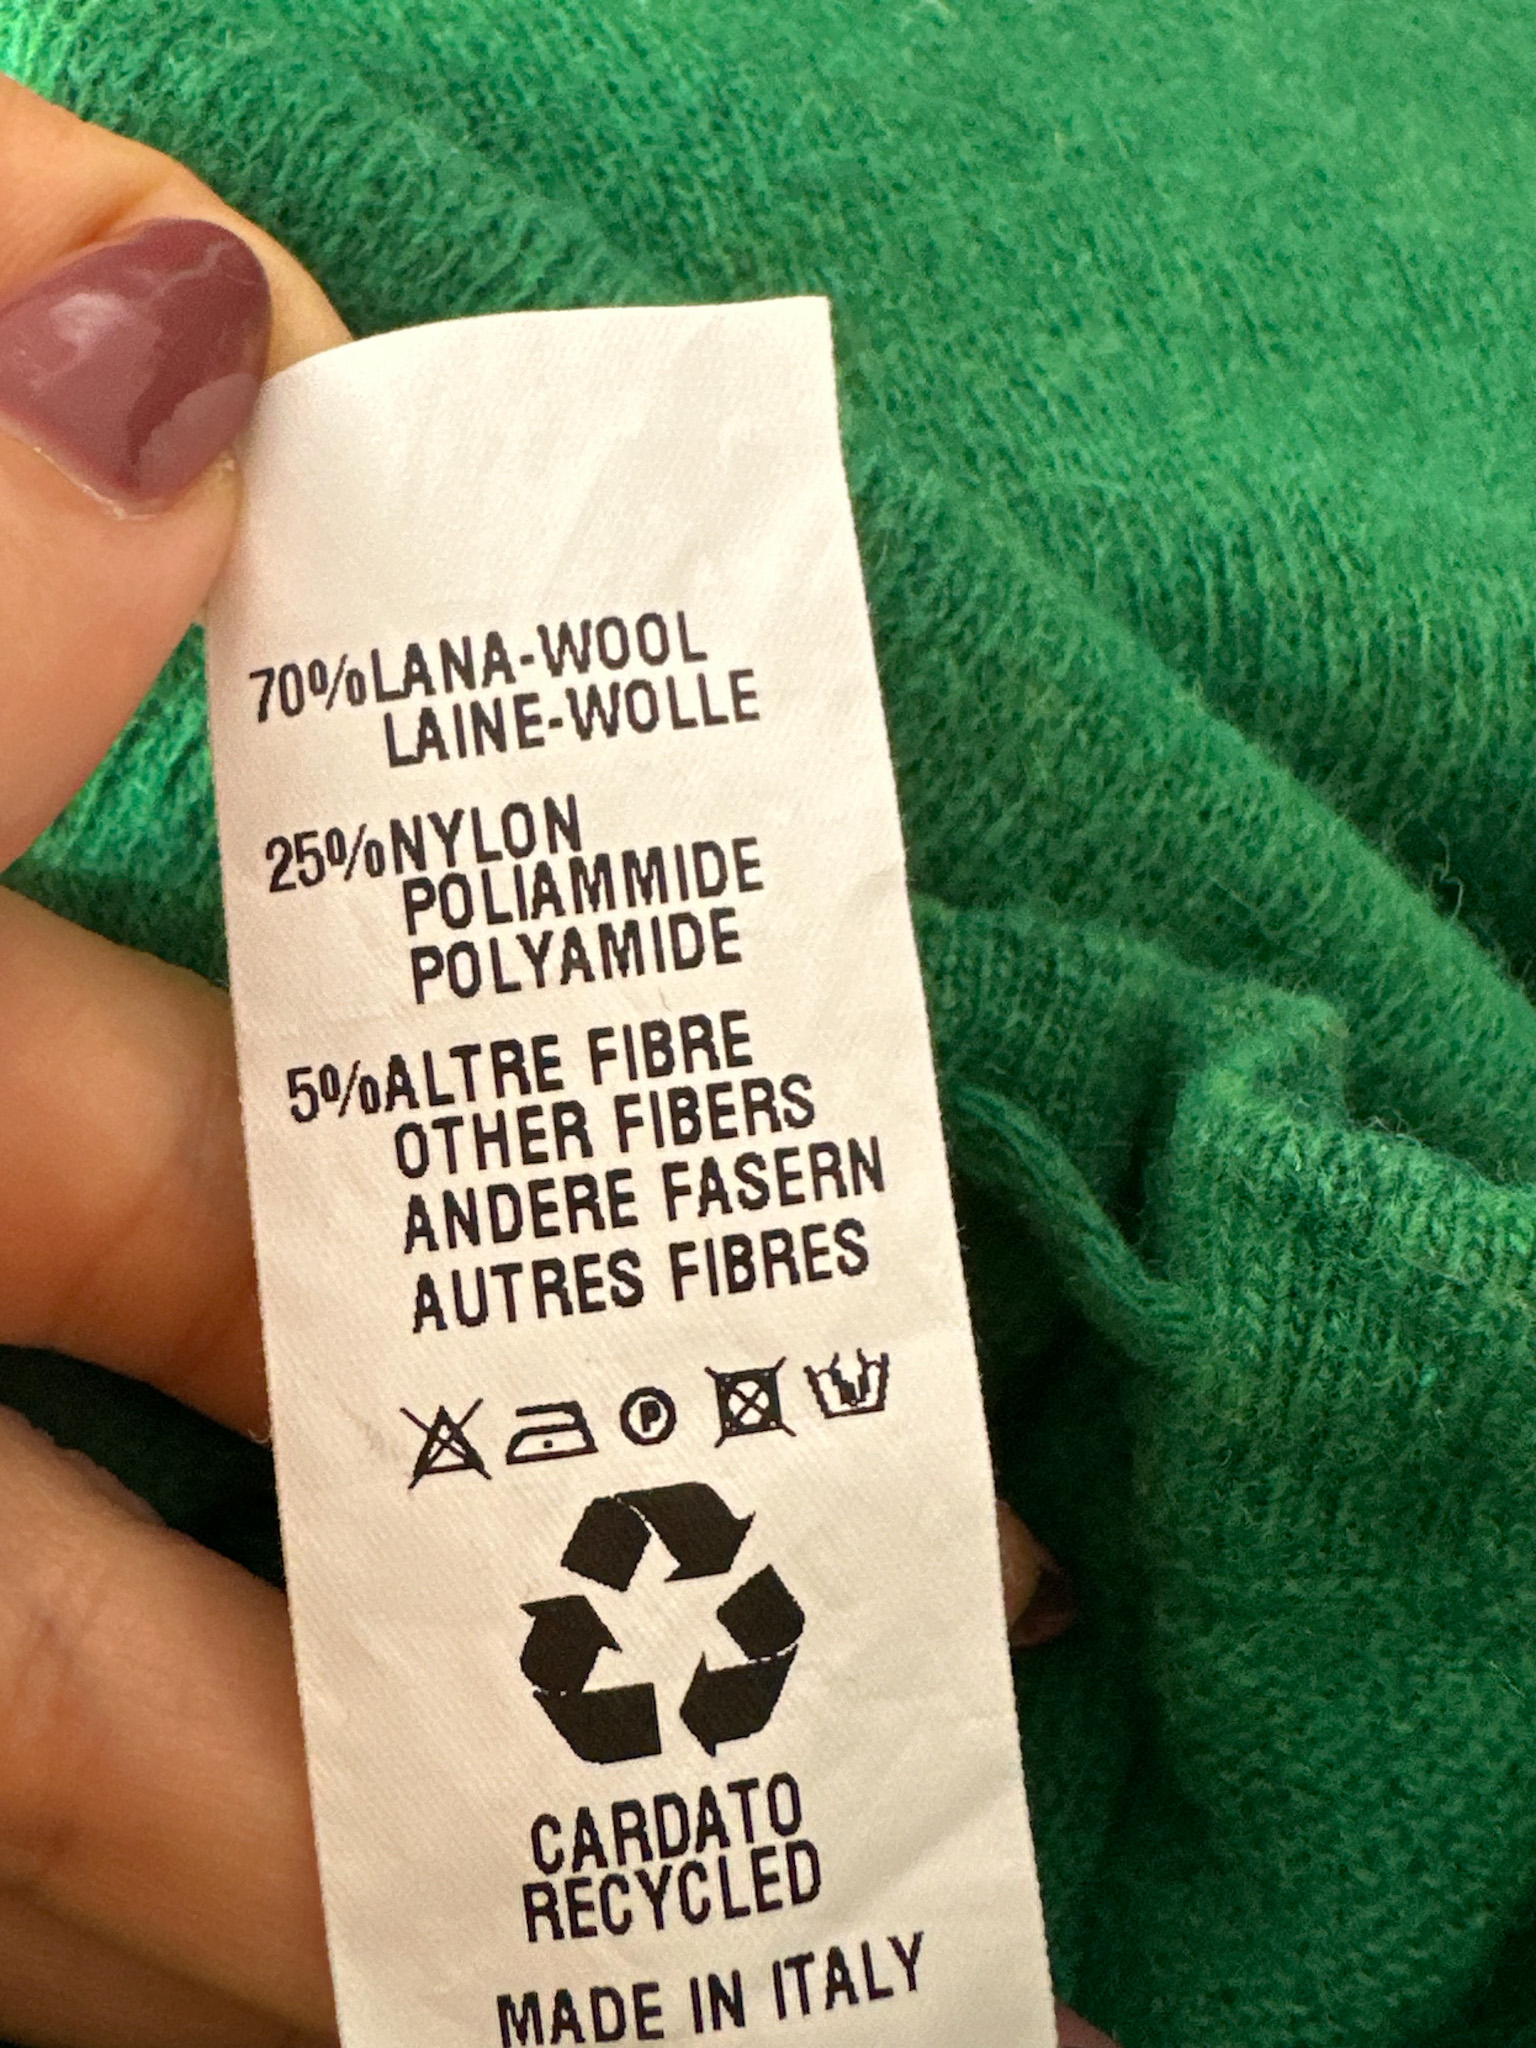 70%LANA-WOOL
LAINE-WOLLE
25%NYLON
POLIAMMIDE
POLYAMIDE
5%ALTRE FIBRE
OTHER FIBERS
ANDERE FASERN
AUTRES FIBRES
P
CARDATO
RECYCLED
MADE IN ITALY